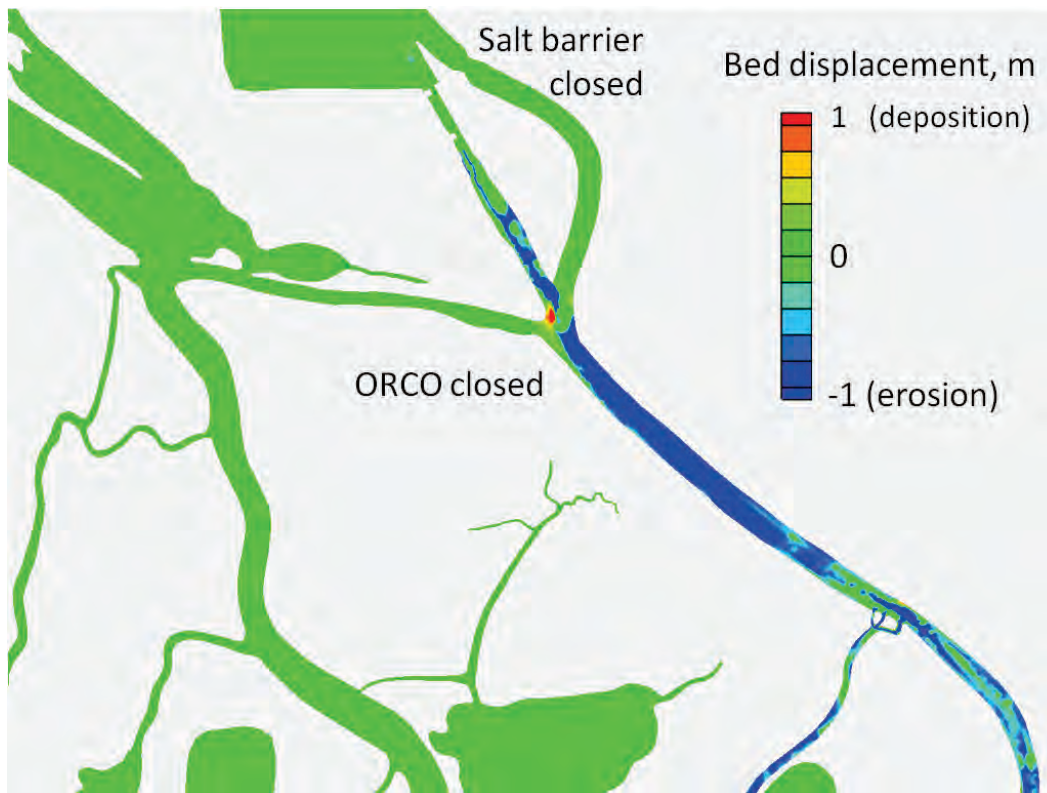 Salt barrier
closed
Bed displacement, m
1 (deposition)
0
-1 (erosion)
ORCO closed